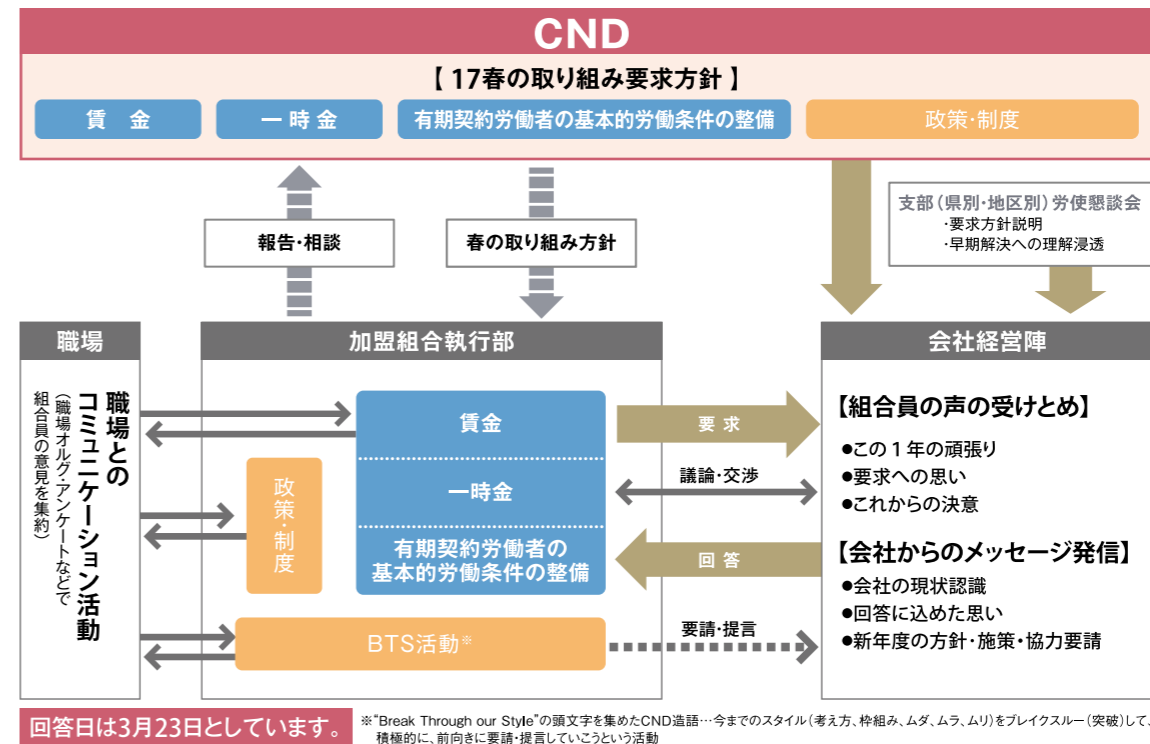 CND
【 17春の取り組み要求方針 】
賃　金
一 時 金
有期契約労働者の基本的労働条件の整備
政策・制度
報告・相談
春の取り組み方針
支部（県別・地区別）労使懇談会
・要求方針説明
・早期解決への理解浸透
職場
職場との
コミュニケーション活動
（職場オルグ・アンケートなどで
組合員の意見を集約）
加盟組合執行部
賃金
一時金
有期契約労働者の
基本的労働条件の整備
政策・制度
BTS活動※
要 求
議論・交渉
回 答
要請・提言
会社経営陣
【組合員の声の受けとめ】
●この１年の頑張り
●要求への思い
●これからの決意
【会社からのメッセージ発信】
●会社の現状認識
●回答に込めた思い
●新年度の方針・施策・協力要請
回答日は3月23日としています。
※“Break Through our Style”の頭文字を集めたCND造語…今までのスタイル（考え方、枠組み、ムダ、ムラ、ムリ）をブレイクスルー（突破）して、
積極的に、前向きに要請・提言していこうという活動